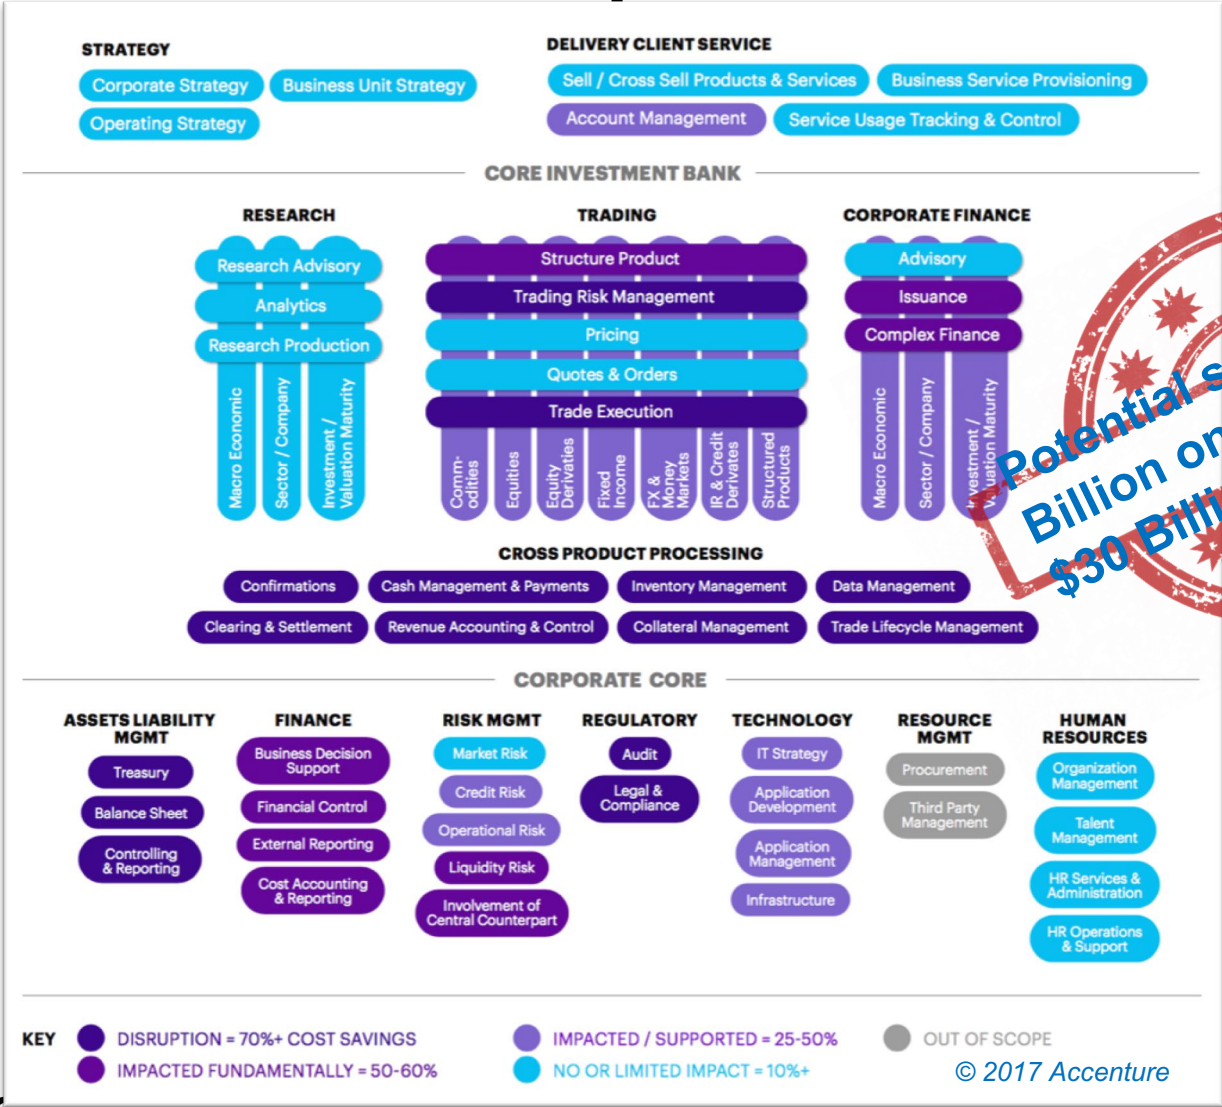 STRATEGY
Corporate Strategy
Business Unit Strategy
Operating Strategy
DELIVERY CLIENT SERVICE
Sell / Cross Sell Products & Services
Business Service Provisioning
Account Management
Service Usage Tracking & Control
CORE INVESTMENT BANK
RESEARCH
Research Advisory
Analytics
Research Production
Macro Economic
Sector / Company
Investment /
Valuation Maturity
TRADING
Structure Product
Trading Risk Management
Pricing
Quotes & Orders
Trade Execution
Comm-
odities
Equities
Equity
Derivaties
Fixed
Income
FX &
Money
Markets
IR & Credit
Derivates
Structured
Products
CORPORATE FINANCE
Advisory
Issuance
Complex Finance
Macro Economic
Sector / Company
Investment /
Valuation Maturity
Potential s
Billion on
$30 Billi
CROSS PRODUCT PROCESSING
Confirmations
Cash Management & Payments
Inventory Management
Data Management
Clearing & Settlement
Revenue Accounting & Control
Collateral Management
Trade Lifecycle Management
CORPORATE CORE
ASSETS LIABILITY
MGMT
Treasury
Balance Sheet
Controlling
& Reporting
FINANCE
Business Decision
Support
Financial Control
External Reporting
Cost Accounting
& Reporting
RISK MGMT
Market Risk
Credit Risk
Operational Risk
Liquidity Risk
Involvement of
Central Counterpart
REGULATORY
Audit
Legal &
Compliance
TECHNOLOGY
IT Strategy
Application
Development
Application
Management
Infrastructure
RESOURCE
MGMT
Procurement
Third Party
Management
HUMAN
RESOURCES
Organization
Management
Talent
Management
HR Services &
Administration
HR Operations
& Support
KEY
DISRUPTION = 70%+ COST SAVINGS
IMPACTED FUNDAMENTALLY = 50-60%
IMPACTED / SUPPORTED = 25-50%
NO OR LIMITED IMPACT = 10%+
OUT OF SCOPE
© 2017 Accenture